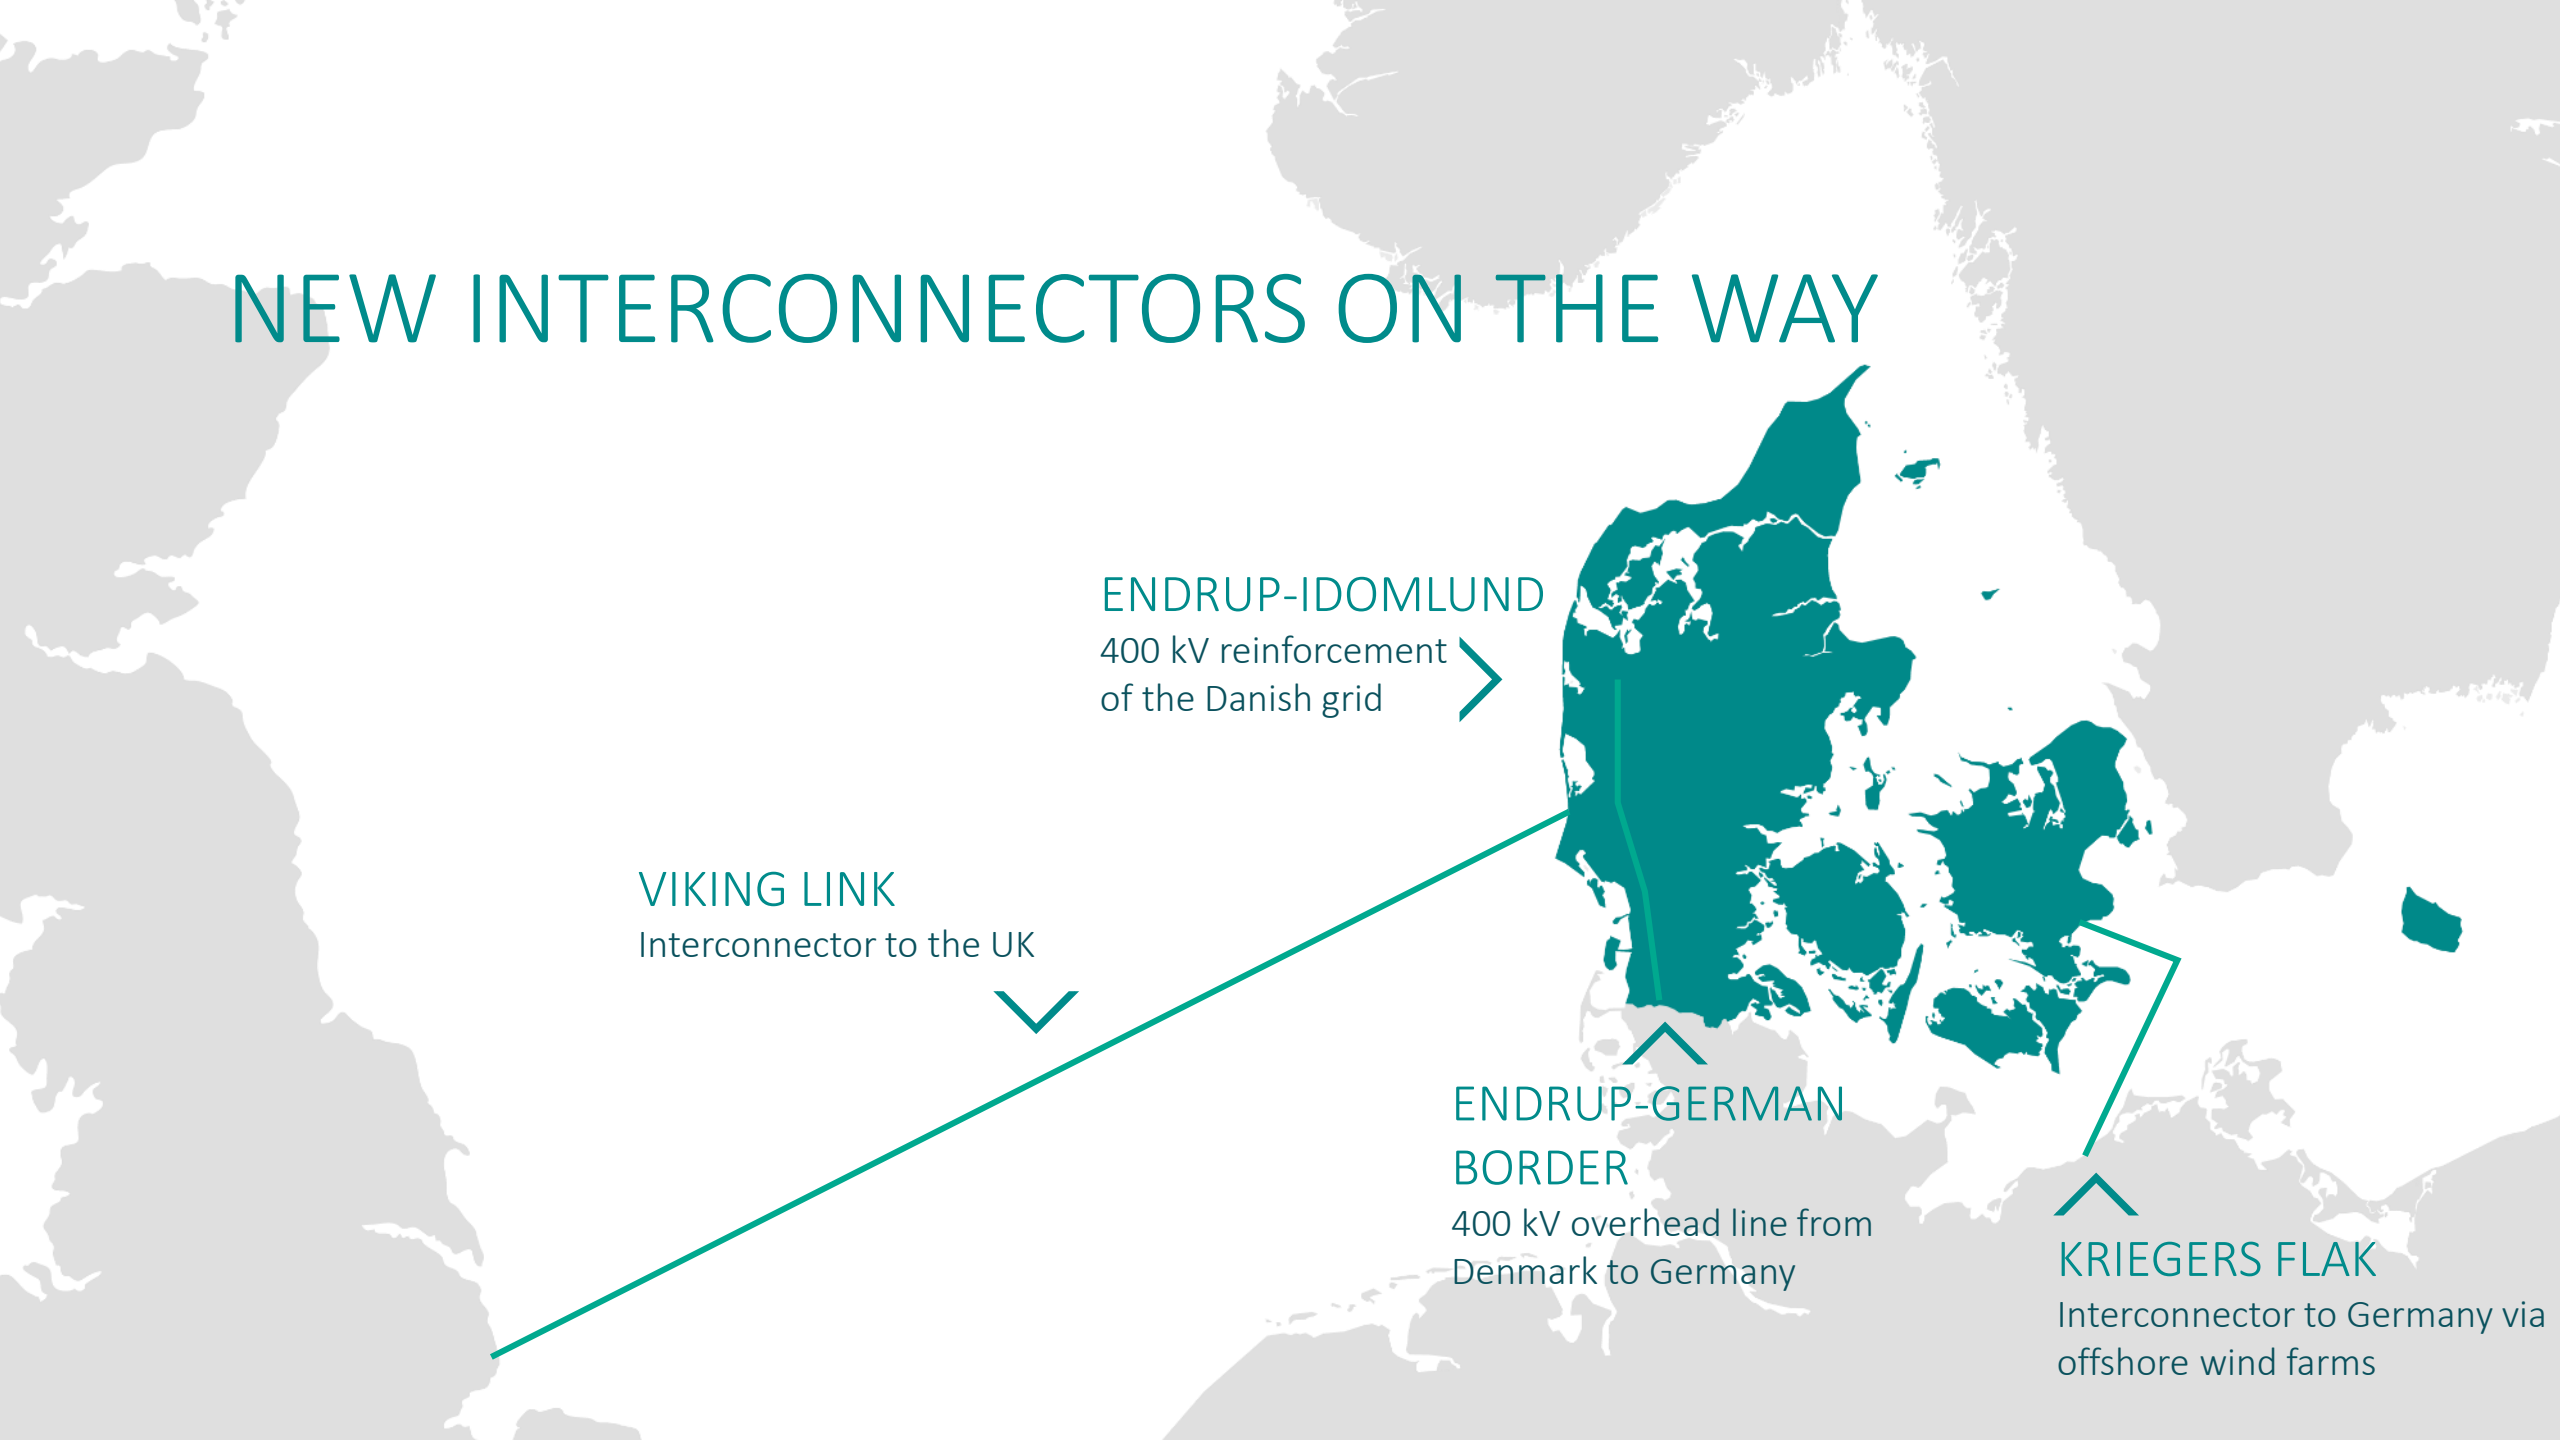 NEW INTERCONNECTORS ON THE WAY
ENDRUP-IDOMLUND
400 kV reinforcement
of the Danish grid
VIKING LINK
Interconnector to the UK
ENDRUP-GERMAN
BORDER
400 kV overhead line from
Denmark to Germany
KRIEGERS FLAK
Interconnector to Germany via
offshore wind farms